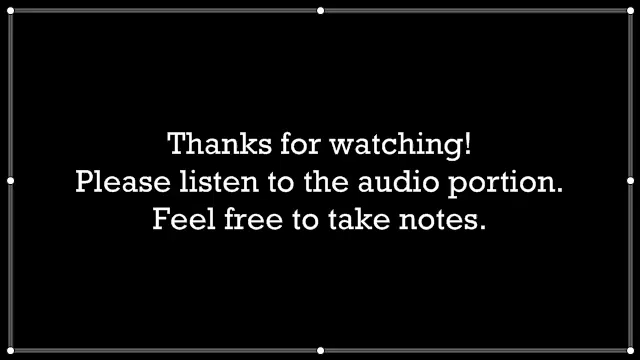 Thanks for watching!
Please listen to the audio portion.
Feel free to take notes.